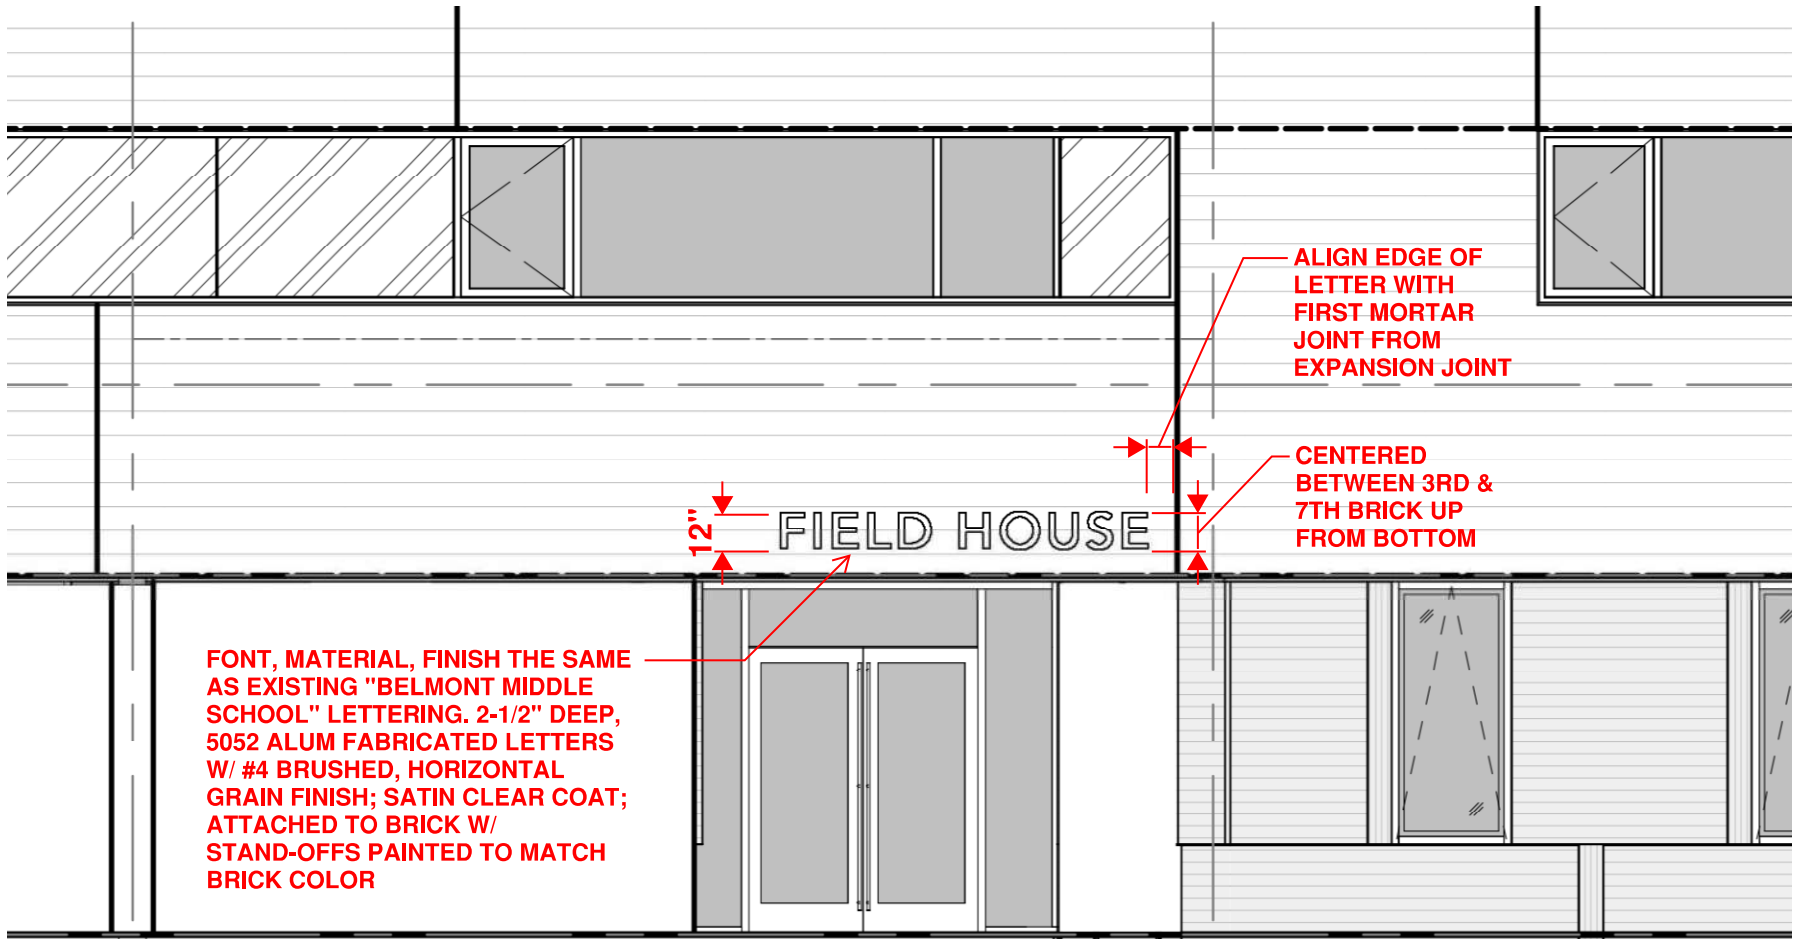 ALIGN EDGE OF
LETTER WITH
FIRST MORTAR
JOINT FROM
EXPANSION JOINT
CENTERED
BETWEEN 3RD &
7TH BRICK UP
FROM BOTTOM
12"
FIELD HOUSE
FONT, MATERIAL, FINISH THE SAME
AS EXISTING "BELMONT MIDDLE
SCHOOL" LETTERING. 2-1/2" DEEP,
5052 ALUM FABRICATED LETTERS
W/ #4 BRUSHED, HORIZONTAL
GRAIN FINISH; SATIN CLEAR COAT;
ATTACHED TO BRICK W/
STAND-OFFS PAINTED TO MATCH
BRICK COLOR